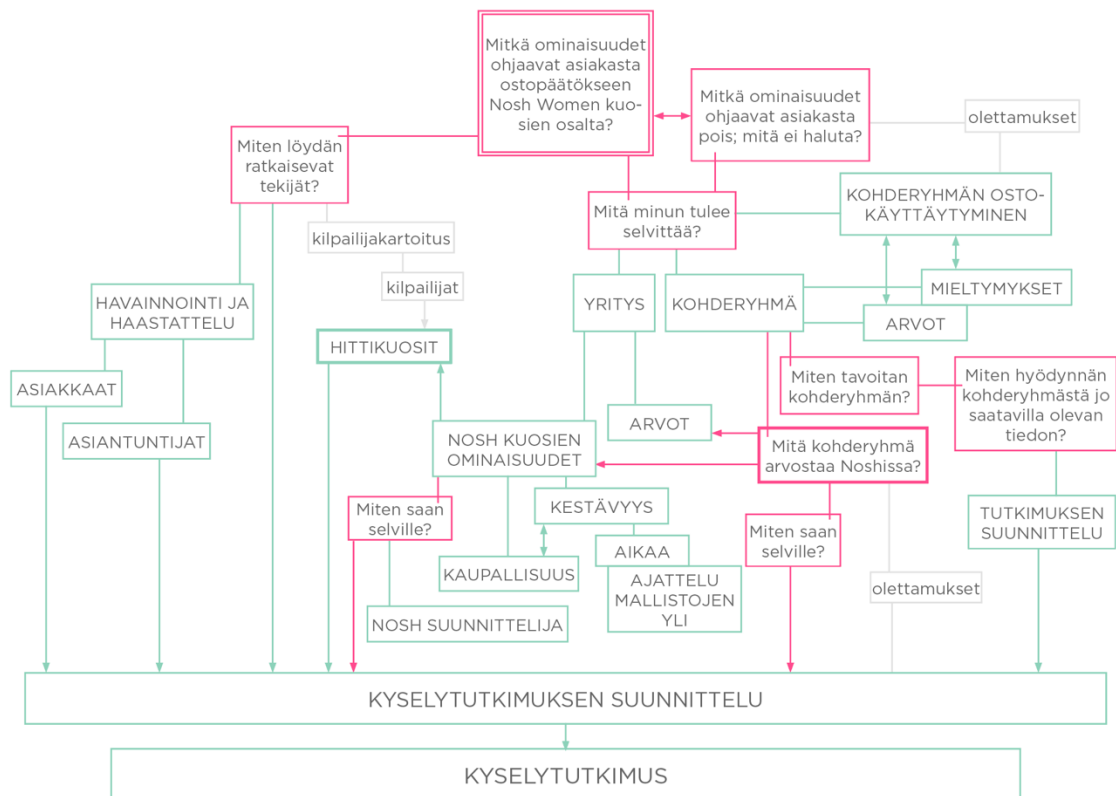 Mitkä ominaisuudet
ohjaavat asiakasta
ostopäätökseen
Nosh Women kuo-
sien osalta?
Mitkä ominaisuudet
ohjaavat asiakasta
pois; mitä ei haluta?
olettamukset
Miten löydän
ratkaisevat
tekijät?
Mitä minun tulee
selvittää?
KOHDERYHMÄN OSTO-
KÄYTTÄYTYMINEN
kilpailijakartoitus
kilpailijat
HAVAINNOINTI JA
HAASTATTELU
YRITYS
KOHDERYHMÄ
MIELTYMYKSET
ARVOT
HITTIKUOSIT
ASIAKKAAT
ASIANTUNTIJAT
Miten tavoitan
kohderyhmän?
Miten hyödynnän
kohderyhmästä jo
saatavilla olevan
tiedon?
ARVOT
NOSH KUOSIEN
OMINAISUUDET
Mitä kohderyhmä
arvostaa Noshissa?
Miten saan
selville?
KESTÄVYYS
AIKAA
AJATTELU
MALLISTOJEN
YLI
KAUPALLISUUS
NOSH SUUNNITTELIJA
Miten saan
selville?
TUTKIMUKSEN
SUUNNITTELU
olettamukset
KYSELYTUTKIMUKSEN SUUNNITTELU
KYSELYTUTKIMUS